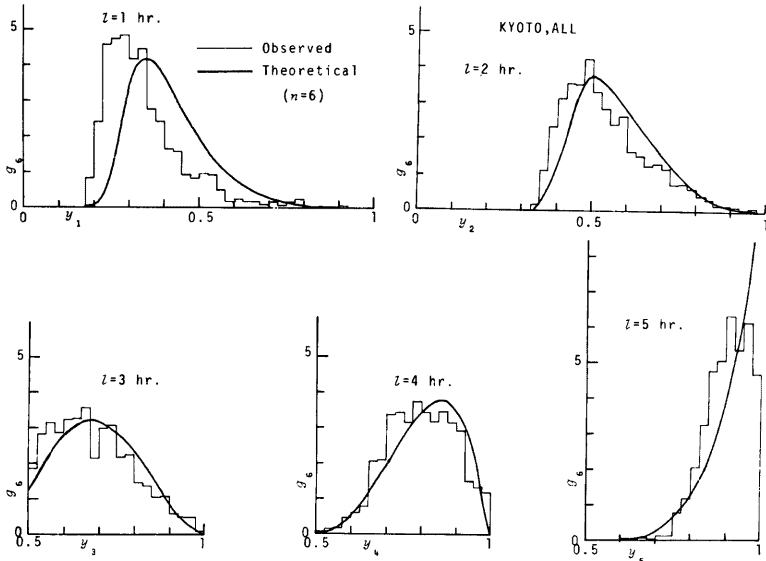 l=1 hr.
5
Observed
Theoretical
(n=6)
g6
0
0 y1 0.5 1
KYOTO,ALL
l=2 hr.
5
g6
0
0 y2 0.5 1
l=3 hr.
5
g6
0
0.5 y3 1
l=4 hr.
5
g6
0
0.5 y4 1
l=5 hr.
5
g6
0
0.5 y5 1